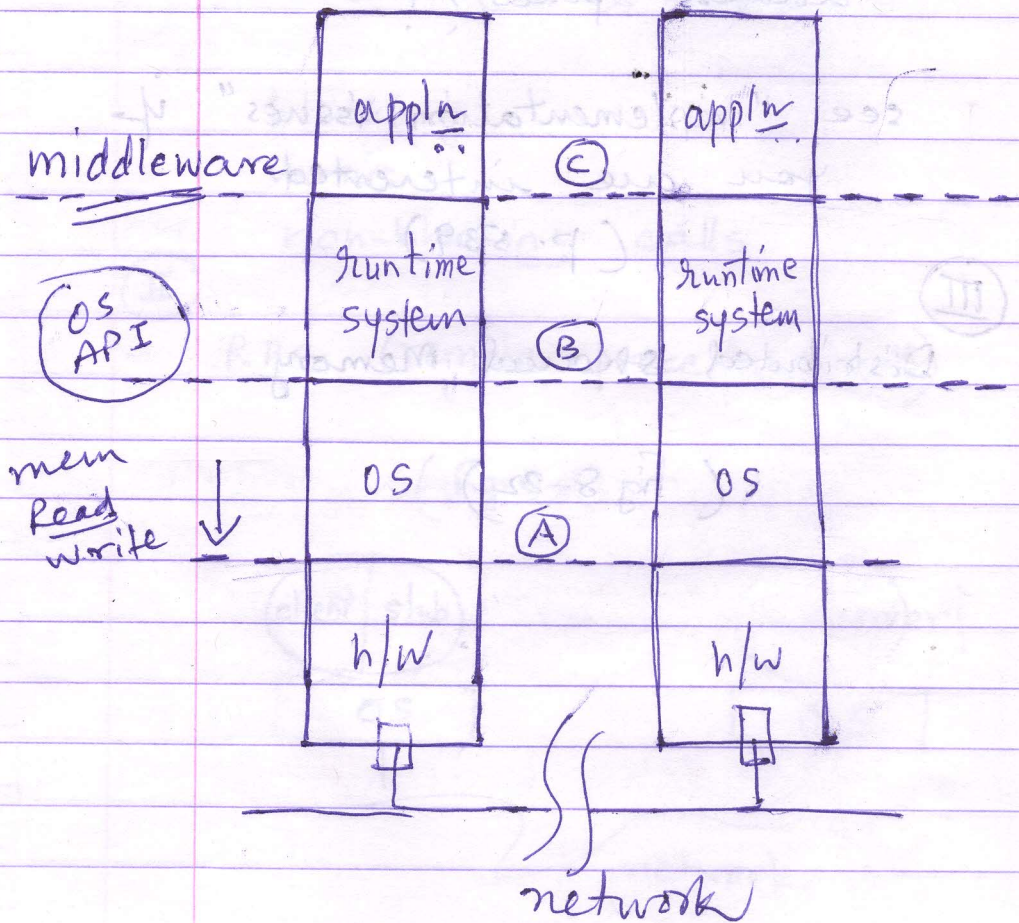 appln
appln
middleware
C
runtime
system
runtime
system
OS
API
B
mem
Read
Write
OS
OS
A
h/w
h/w
network